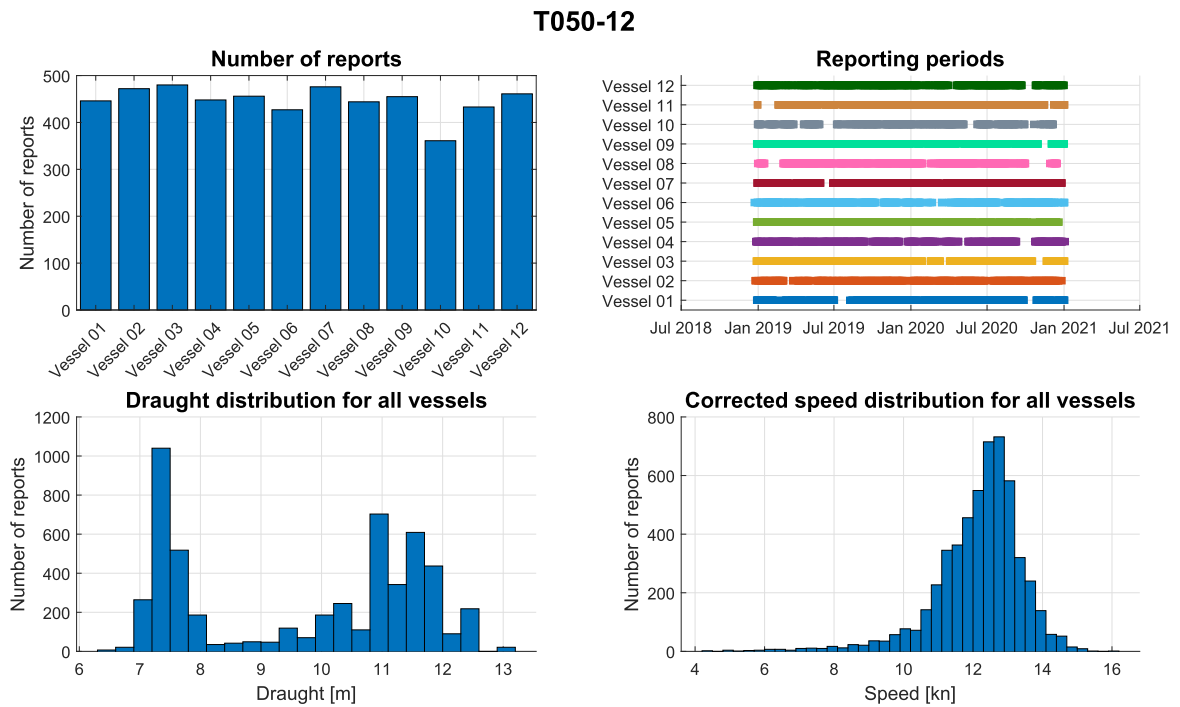 T050-12
Number of reports
Number of reports
500
400
300
200
100
0
Vessel 01
Vessel 02
Vessel 03
Vessel 04
Vessel 05
Vessel 06
Vessel 07
Vessel 08
Vessel 09
Vessel 10
Vessel 11
Vessel 12
Reporting periods
Vessel 12
Vessel 11
Vessel 10
Vessel 09
Vessel 08
Vessel 07
Vessel 06
Vessel 05
Vessel 04
Vessel 03
Vessel 02
Vessel 01
Jul 2018 Jan 2019 Jul 2019 Jan 2020 Jul 2020 Jan 2021 Jul 2021
Draught distribution for all vessels
Number of reports
1200
1000
800
600
400
200
0
6 7 8 9 10 11 12 13
Draught [m]
Corrected speed distribution for all vessels
Number of reports
800
600
400
200
0
4 6 8 10 12 14 16
Speed [kn]